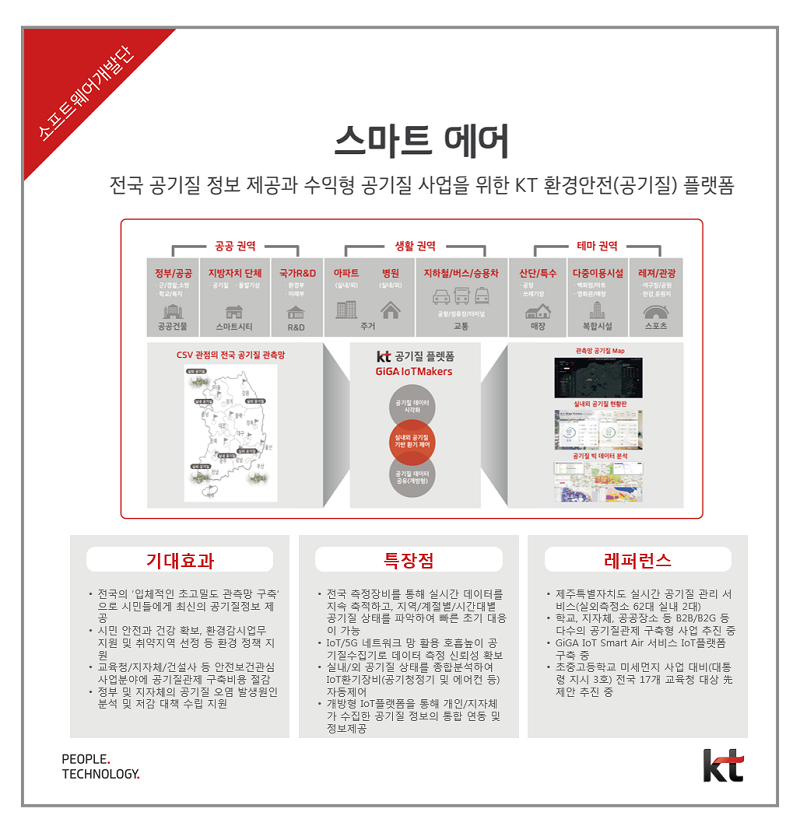 소프트웨어개발단
스마트 에어
전국 공기질 정보 제공과 수익형 공기질 사업을 위한 KT 환경안전(공기질) 플랫폼
공공 권역
생활 권역
테마 권역
정부/공공
지방자치 단체
국가R&D
아파트
병원
지하철/버스/승용차
산단/특수
다중이용시설
레져/관광
· 군/경찰,소방
· 학교/복지
공기질
· 돌발기상
· 환경부
· 미래부
(실내/외)
(실내/외)
· 공장
· 쓰레기장
· 백화점/마트
· 영화관/매장
· 야구장/공원
공항/정류장/터미널
공공건물
스마트시티
R&D
주거
교통
매장
복합시설
스포츠
CSV 관점의 전국 공기질 관측망
kt 공기질 플랫폼
GiGA IoTMakers
공기질 데이터
시각화
실내외 공기질
기반 환기 제어
공기질 데이터
공유(개방형)
관측망 공기질 Map
실내외 공기질 현황판
공기질 빅 데이터 분석
기대효과
• 전국의 '입체적인 초고밀도 관측망 구축'
으로 시민들에게 최신의 공기질정보 제
공
• 시민 안전과 건강 확보, 환경감시업무
지원 및 취약지역 선정 등 환경 정책 지
원
• 교육청/지자체/건설사 등 안전보건관심
사업분야에 공기질관제 구축비용 절감
• 정부 및 지자체의 공기질 오염 발생원인
분석 및 저감 대책 수립 지원
특장점
• 전국 측정장비를 통해 실시간 데이터를
지속 축적하고, 지역/계절별/시간대별
공기질 상태를 파악하여 빠른 초기 대응
이 가능
• IoT/5G 네트워크 망 활용 호흡높이 공
기질수집기로 데이터 측정 신뢰성 확보
• 실내/외 공기질 상태를 종합분석하여
IoT환기장비(공기청정기 및 에어컨 등)
자동제어
• 개방형 IoT플랫폼을 통해 개인/지자체
가 수집한 공기질 정보의 통합 연동 및
정보제공
레퍼런스
• 제주특별자치도 실시간 공기질 관리 서
비스(실외측정소 62대 실내 2대)
• 학교, 지자체, 공공장소 등 B2B/B2G 등
다수의 공기질관제 구축형 사업 추진 중
• GiGA IoT Smart Air 서비스 IoT플랫폼
구축 중
• 초중고등학교 미세먼지 사업 대비(대통
령 지시 3호) 전국 17개 교육청 대상 先
제안 추진 중
PEOPLE.
TECHNOLOGY.
kt